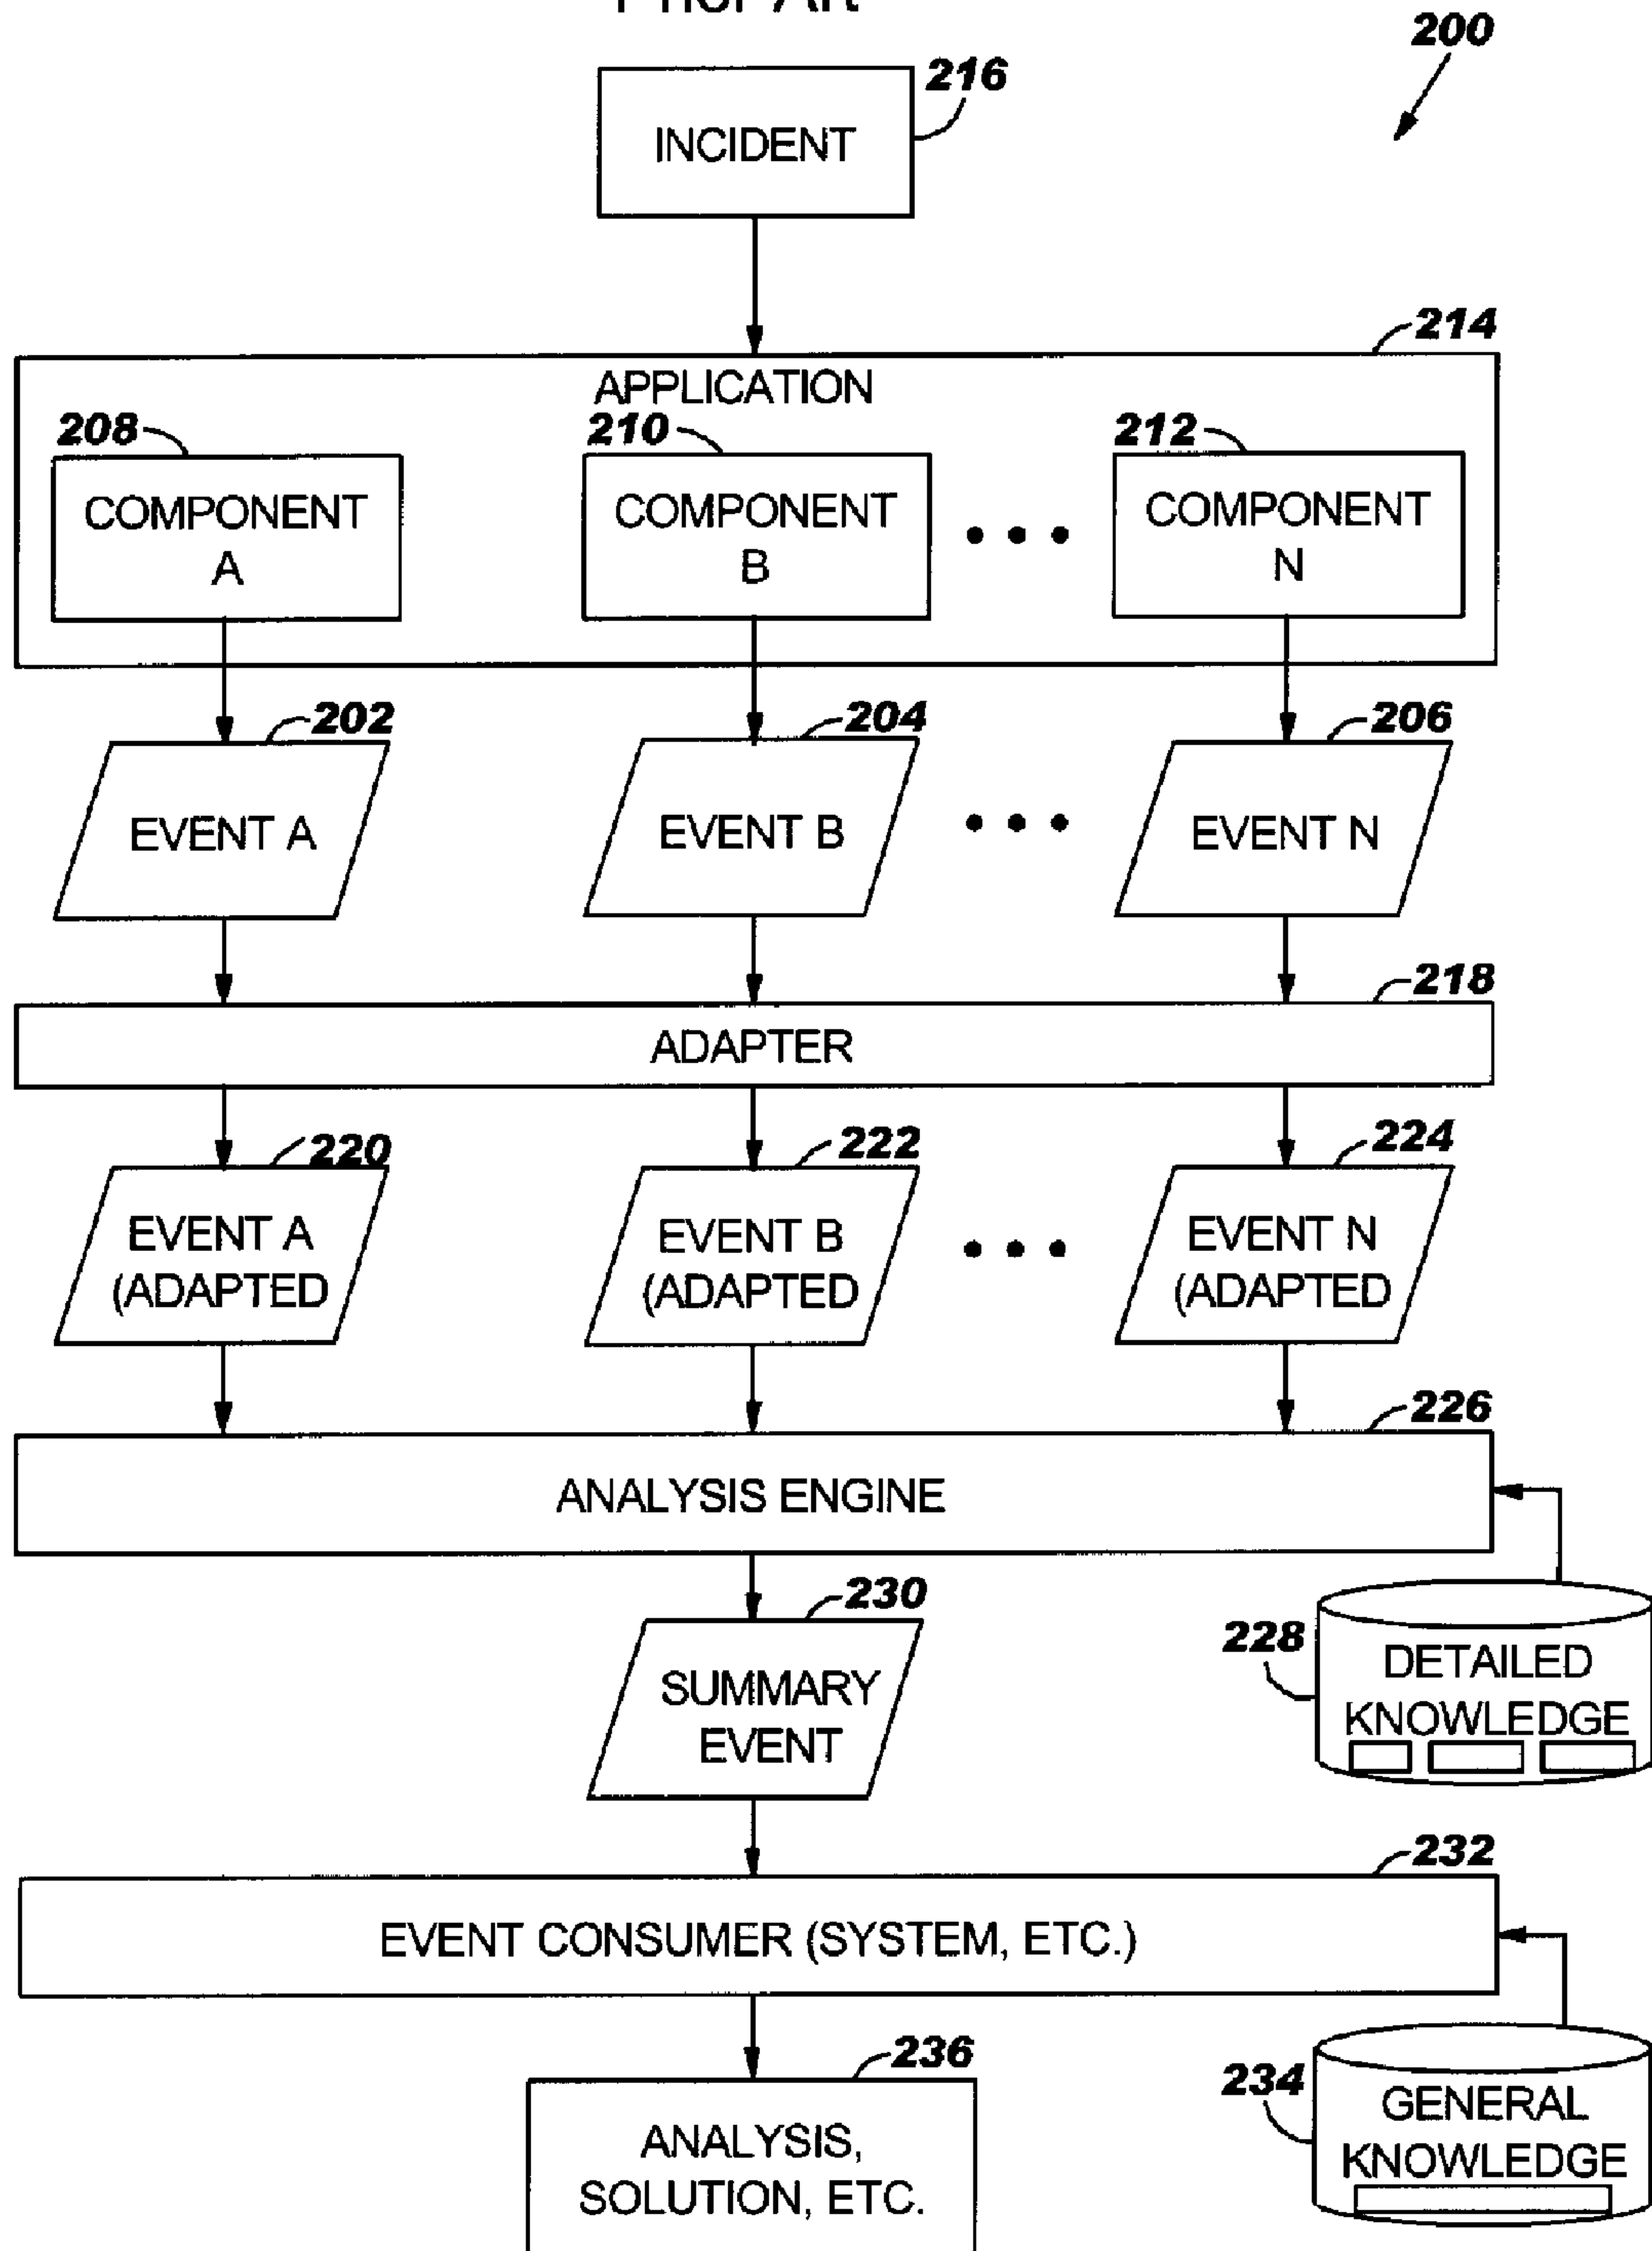 Prior Art
200
216
INCIDENT
214
APPLICATION
208
210
212
COMPONENT
A
COMPONENT
B
COMPONENT
N
202
204
206
EVENT A
EVENT B
EVENT N
218
ADAPTER
220
222
224
EVENT A
(ADAPTED
EVENT B
(ADAPTED
EVENT N
(ADAPTED
226
ANALYSIS ENGINE
230
SUMMARY
EVENT
228
DETAILED
KNOWLEDGE
232
EVENT CONSUMER (SYSTEM, ETC.)
236
ANALYSIS,
SOLUTION, ETC.
234
GENERAL
KNOWLEDGE